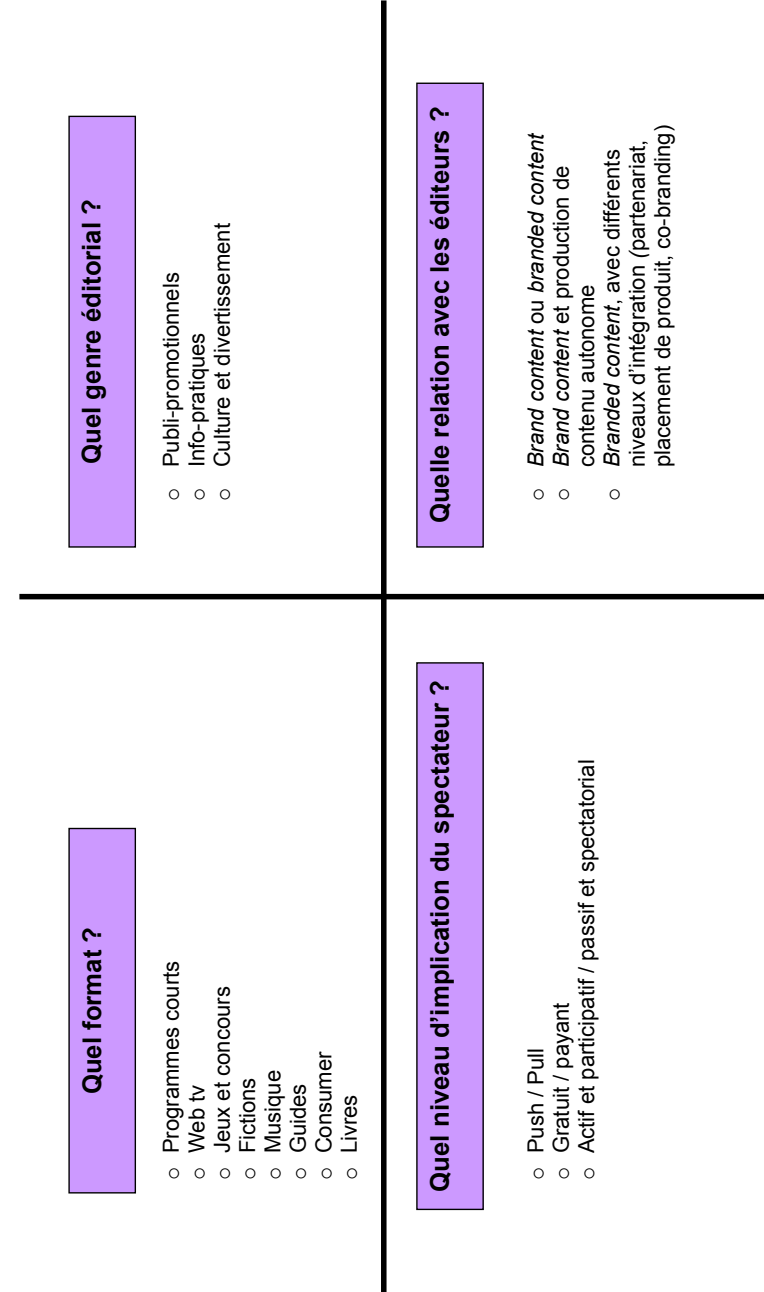 Quel format ?
○ Programmes courts
○ Web tv
○ Jeux et concours
○ Fictions
○ Musique
○ Guides
○ Consumer
○ Livres
Quel genre éditorial ?
○ Publi-promotionnels
○ Info-pratiques
○ Culture et divertissement
Quel niveau d’implication du spectateur ?
○ Push / Pull
○ Gratuit / payant
○ Actif et participatif / passif et spectatorial
Quelle relation avec les éditeurs ?
○ Brand content ou branded content
○ Brand content et production de
contenu autonome
○ Branded content, avec différents
niveaux d’intégration (partenariat,
placement de produit, co-branding)